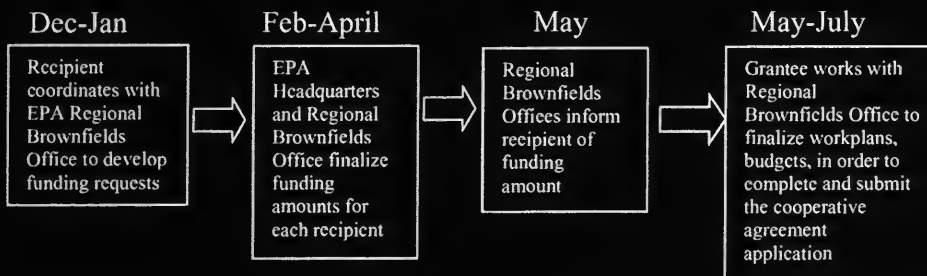 Dec-Jan
Recipient
coordinates with
EPA Regional
Brownfields
Office to develop
funding requests
Feb-April
EPA
Headquarters
and Regional
Brownfields
Office finalize
funding
amounts for
each recipient
May
Regional
Brownfields
Offices inform
recipient of
funding
amount
May-July
Grantee works with
Regional
Brownfields Office to
finalize workplans,
budgets, in order to
complete and submit
the cooperative
agreement
application